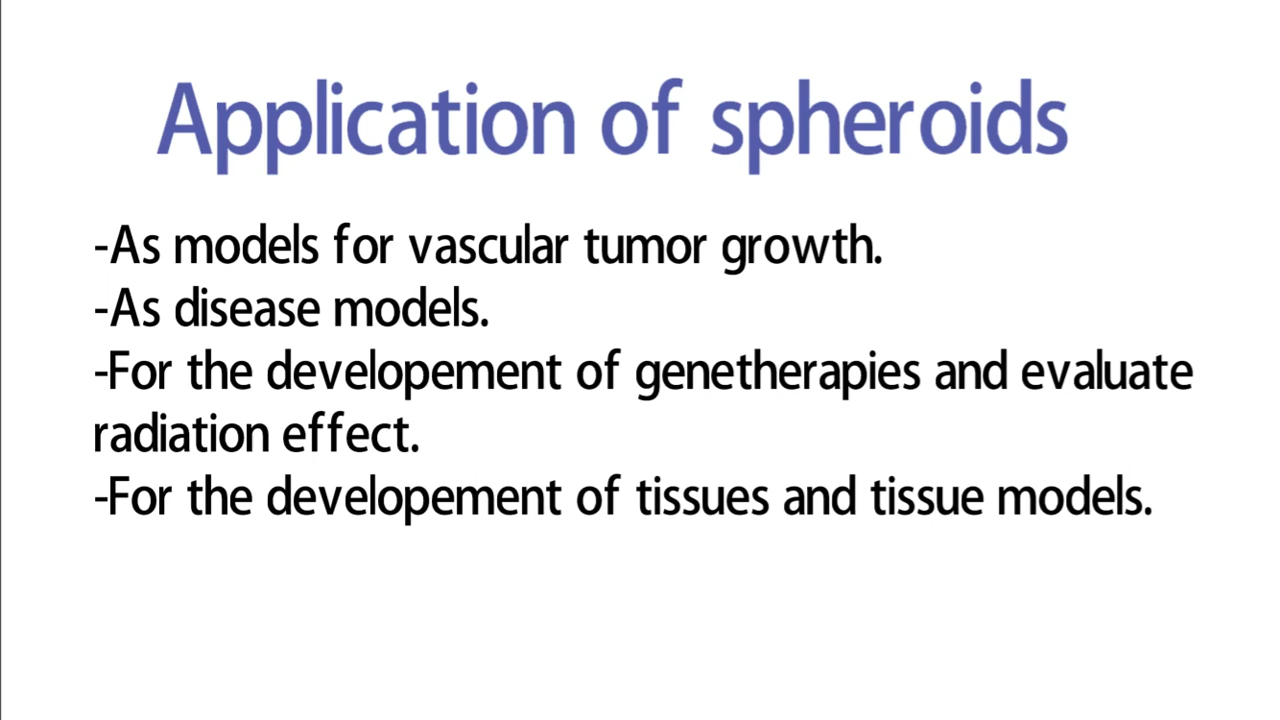 Application of spheroids
-As models for vascular tumor growth.
-As disease models.
-For the developement of genetherapies and evaluate
radiation effect.
-For the developement of tissues and tissue models.